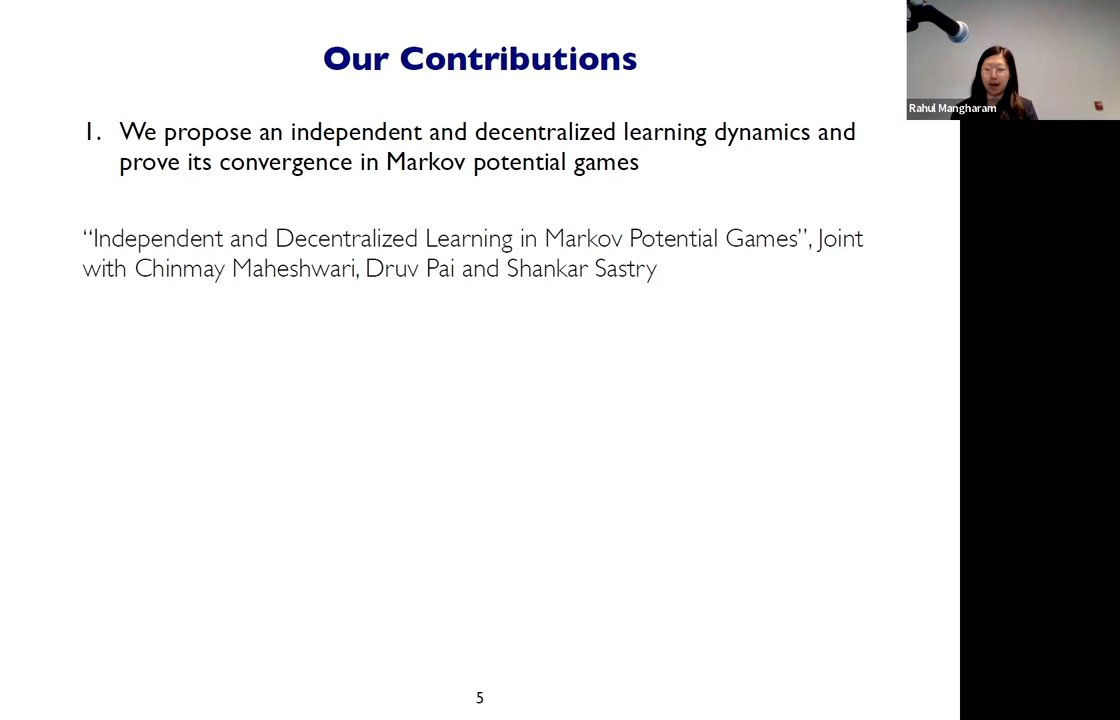 Our Contributions
1. We propose an independent and decentralized learning dynamics and
prove its convergence in Markov potential games
“Independent and Decentralized Learning in Markov Potential Games”, Joint
with Chinmay Maheshwari, Druv Pai and Shankar Sastry
5
Rahul Mangharam